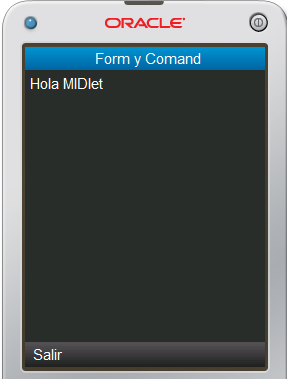 ORACLE
Form y Comand
Hola MIDlet
Salir